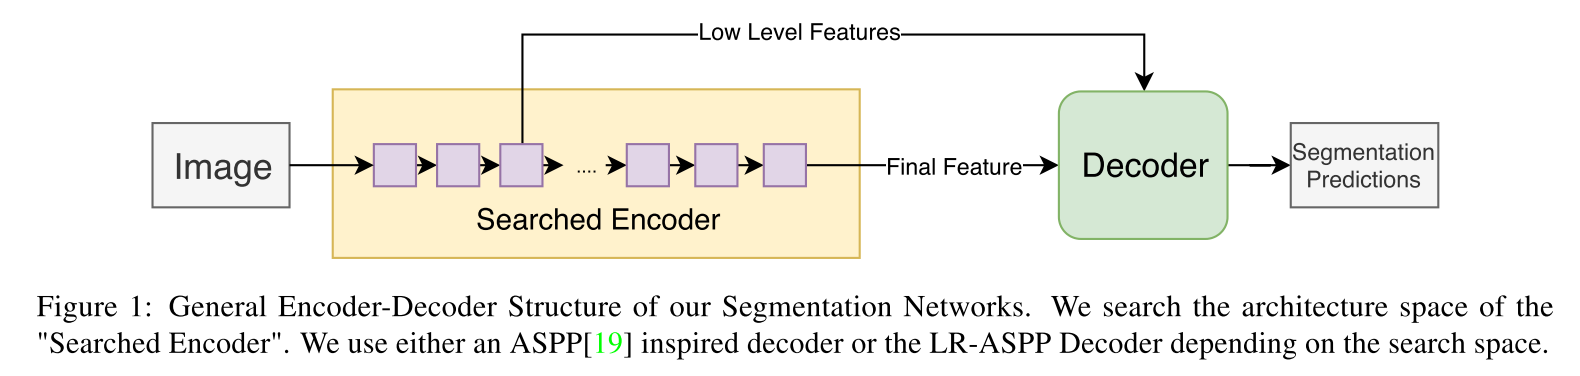 Low Level Features
Image
....
Final Feature
Decoder
Segmentation
Predictions
Searched Encoder
Figure 1: General Encoder-Decoder Structure of our Segmentation Networks. We search the architecture space of the
"Searched Encoder". We use either an ASPP[19] inspired decoder or the LR-ASPP Decoder depending on the search space.